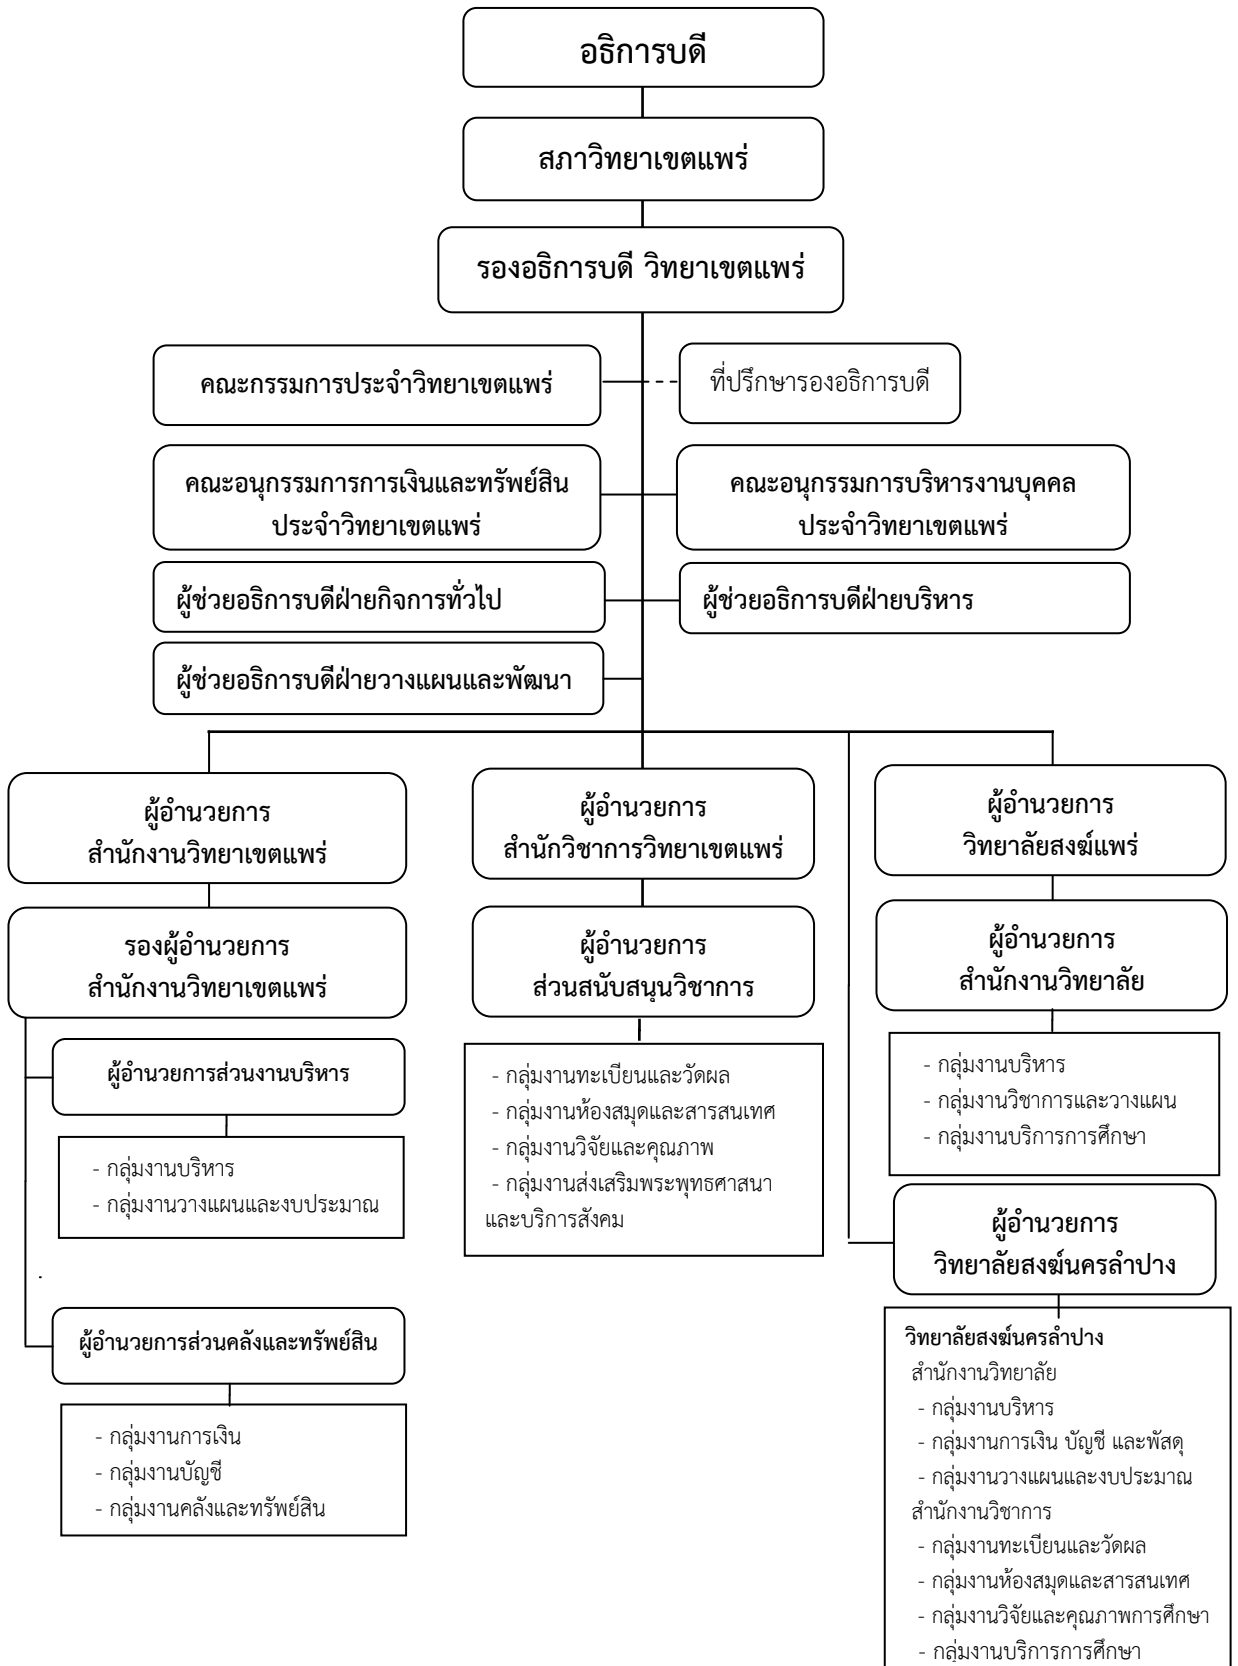 อธิการบดี
สภาวิทยาเขตแพร่
รองอธิการบดี วิทยาเขตแพร่
คณะกรรมการประจำวิทยาเขตแพร่
ที่ปรึกษารองอธิการบดี
คณะอนุกรรมการการเงินและทรัพย์สิน
ประจำวิทยาเขตแพร่
คณะอนุกรรมการบริหารงานบุคคล
ประจำวิทยาเขตแพร่
ผู้ช่วยอธิการบดีฝ่ายกิจการทั่วไป
ผู้ช่วยอธิการบดีฝ่ายบริหาร
ผู้ช่วยอธิการบดีฝ่ายวางแผนและพัฒนา
ผู้อำนวยการ
สำนักงานวิทยาเขตแพร่
รองผู้อำนวยการ
สำนักงานวิทยาเขตแพร่
ผู้อำนวยการส่วนงานบริหาร
- กลุ่มงานบริหาร
- กลุ่มงานวางแผนและงบประมาณ
ผู้อำนวยการส่วนคลังและทรัพย์สิน
- กลุ่มงานการเงิน
- กลุ่มงานบัญชี
- กลุ่มงานคลังและทรัพย์สิน
ผู้อำนวยการ
สำนักวิชาการวิทยาเขตแพร่
ผู้อำนวยการ
ส่วนสนับสนุนวิชาการ
- กลุ่มงานทะเบียนและวัดผล
- กลุ่มงานห้องสมุดและสารสนเทศ
- กลุ่มงานวิจัยและคุณภาพ
- กลุ่มงานส่งเสริมพระพุทธศาสนา
และบริการสังคม
ผู้อำนวยการ
วิทยาลัยสงฆ์แพร่
ผู้อำนวยการ
สำนักงานวิทยาลัย
- กลุ่มงานบริหาร
- กลุ่มงานวิชาการและวางแผน
- กลุ่มงานบริการการศึกษา
ผู้อำนวยการ
วิทยาลัยสงฆ์นครลำปาง
วิทยาลัยสงฆ์นครลำปาง
สำนักงานวิทยาลัย
- กลุ่มงานบริหาร
- กลุ่มงานการเงิน บัญชี และพัสดุ
- กลุ่มงานวางแผนและงบประมาณ
สำนักงานวิชาการ
- กลุ่มงานทะเบียนและวัดผล
- กลุ่มงานห้องสมุดและสารสนเทศ
- กลุ่มงานวิจัยและคุณภาพการศึกษา
- กลุ่มงานบริการการศึกษา